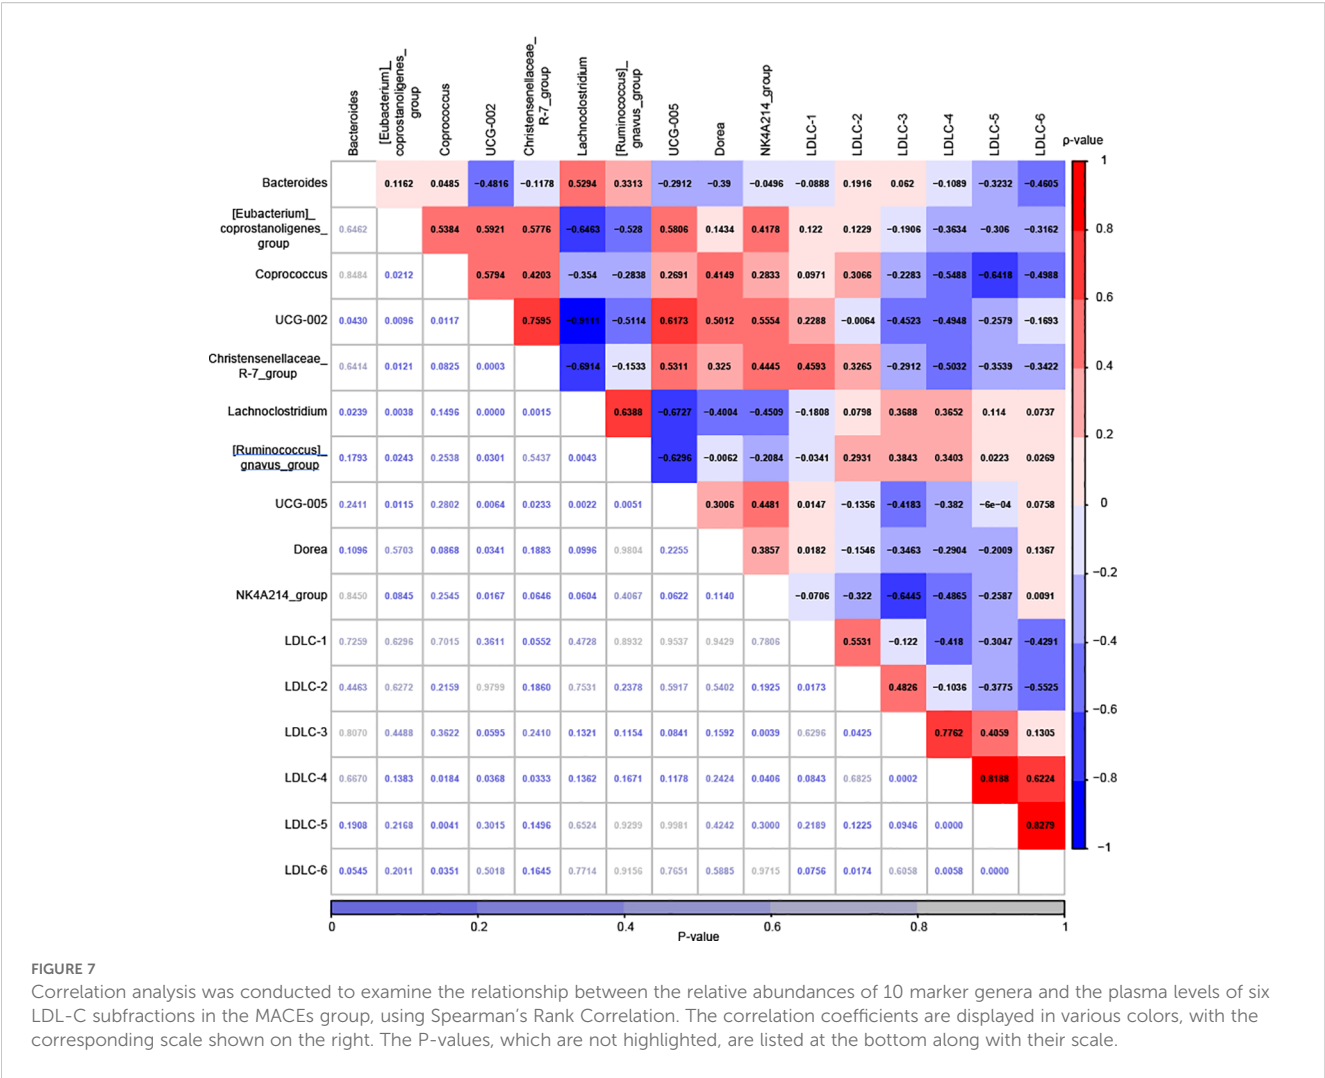 Bacteroides
[Eubacterium]_
coprostanoligenes_
group
Coprococcus
UCG-002
Christensenellaceae_
R-7_group
Lachnoclostridium
[Ruminococcus]_
gnavus_group
UCG-005
Dorea
NK4A214_group
LDLC-1
LDLC-2
LDLC-3
LDLC-4
LDLC-5
LDLC-6
ρ-value
Bacteroides 0.1162 0.0485 −0.4816 −0.1178 0.5294 0.3313 −0.2912 −0.39 −0.0496 −0.0888 0.1916 0.062 −0.1089 −0.3232 −0.4605
[Eubacterium]_
coprostanoligenes_
group
0.6462 0.5384 0.5921 0.5776 −0.6463 −0.528 0.5806 0.1434 0.4178 0.122 0.1229 −0.1906 −0.3634 −0.306 −0.3162
Coprococcus 0.8484 0.0212 0.5794 0.4203 −0.354 −0.2838 0.2691 0.4149 0.2833 0.0971 0.3066 −0.2283 −0.5488 −0.6418 −0.4988
UCG-002 0.0430 0.0096 0.0117 0.7595 −0.9111 −0.5114 0.6173 0.5012 0.5554 0.2288 −0.0064 −0.4523 −0.4948 −0.2579 −0.1693
Christensenellaceae_
R-7_group
0.6414 0.0121 0.0825 0.0003 −0.6914 −0.1533 0.5311 0.325 0.4445 0.4593 0.3265 −0.2912 −0.5032 −0.3539 −0.3422
Lachnoclostridium 0.0239 0.0038 0.1496 0.0000 0.0015 0.6388 −0.6727 −0.4004 −0.4509 −0.1808 0.0798 0.3688 0.3652 0.114 0.0737
[Ruminococcus]_
gnavus_group
0.1793 0.0243 0.2538 0.0301 0.5437 0.0043 −0.6296 −0.0062 −0.2084 −0.0341 0.2931 0.3843 0.3403 0.0223 0.0269
UCG-005 0.2411 0.0115 0.2802 0.0064 0.0233 0.0022 0.0051 0.3006 0.4481 0.0147 −0.1356 −0.4183 −0.382 −6e−04 0.0758
Dorea 0.1096 0.5703 0.0868 0.0341 0.1883 0.0996 0.9804 0.2255 0.3857 0.0182 −0.1546 −0.3463 −0.2904 −0.2009 0.1367
NK4A214_group 0.8450 0.0845 0.2545 0.0167 0.0646 0.0604 0.4067 0.0622 0.1140 −0.0706 −0.322 −0.6445 −0.4865 −0.2587 0.0091
LDLC-1 0.7259 0.6296 0.7015 0.3611 0.0552 0.4728 0.8932 0.9537 0.9429 0.7806 0.5531 −0.122 −0.418 −0.3047 −0.4291
LDLC-2 0.4463 0.6272 0.2159 0.9799 0.1860 0.7531 0.2378 0.5917 0.5402 0.1925 0.0173 0.4826 −0.1036 −0.3775 −0.5525
LDLC-3 0.8070 0.4488 0.3622 0.0595 0.2410 0.1321 0.1154 0.0841 0.1592 0.0039 0.6296 0.0425 0.7762 0.4059 0.1305
LDLC-4 0.6670 0.1383 0.0184 0.0368 0.0333 0.1362 0.1671 0.1178 0.2424 0.0406 0.0843 0.6825 0.0002 0.8188 0.6224
LDLC-5 0.1908 0.2168 0.0041 0.3015 0.1496 0.6524 0.9299 0.9981 0.4242 0.3000 0.2189 0.1225 0.0946 0.0000 0.8279
LDLC-6 0.0545 0.2011 0.0351 0.5018 0.1645 0.7714 0.9156 0.7651 0.5885 0.9715 0.0756 0.0174 0.6058 0.0058 0.0000
1
0.8
0.6
0.4
0.2
0
−0.2
−0.4
−0.6
−0.8
−1
0 0.2 0.4 0.6 0.8 1
P-value
FIGURE 7
Correlation analysis was conducted to examine the relationship between the relative abundances of 10 marker genera and the plasma levels of six
LDL-C subfractions in the MACEs group, using Spearman's Rank Correlation. The correlation coefficients are displayed in various colors, with the
corresponding scale shown on the right. The P-values, which are not highlighted, are listed at the bottom along with their scale.